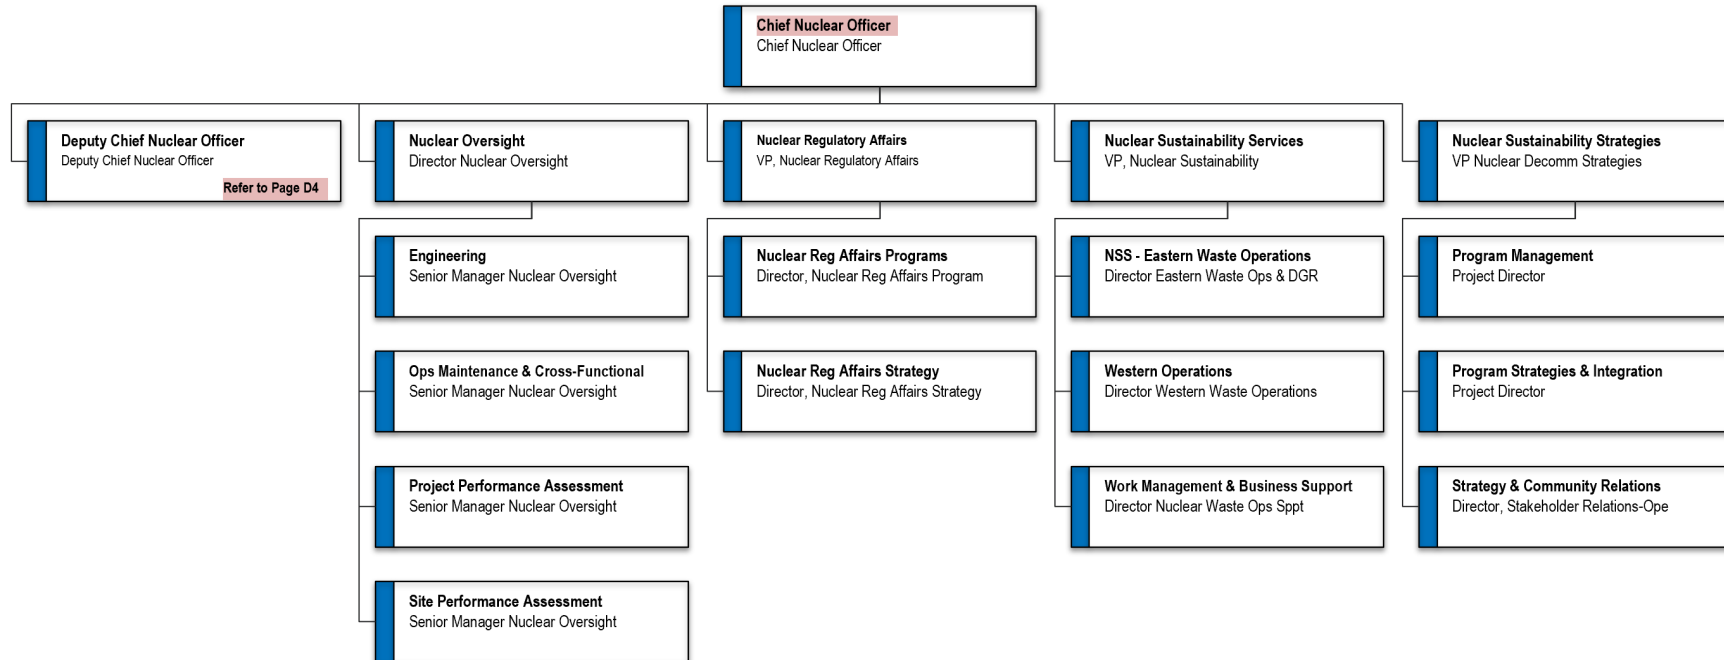 Chief Nuclear Officer
Chief Nuclear Officer
Deputy Chief Nuclear Officer
Deputy Chief Nuclear Officer
Refer to Page D4
Nuclear Oversight
Director Nuclear Oversight
Nuclear Regulatory Affairs
VP, Nuclear Regulatory Affairs
Nuclear Sustainability Services
VP, Nuclear Sustainability
Nuclear Sustainability Strategies
VP Nuclear Decomm Strategies
Engineering
Senior Manager Nuclear Oversight
Nuclear Reg Affairs Programs
Director, Nuclear Reg Affairs Program
NSS - Eastern Waste Operations
Director Eastern Waste Ops & DGR
Program Management
Project Director
Ops Maintenance & Cross-Functional
Senior Manager Nuclear Oversight
Nuclear Reg Affairs Strategy
Director, Nuclear Reg Affairs Strategy
Western Operations
Director Western Waste Operations
Program Strategies & Integration
Project Director
Project Performance Assessment
Senior Manager Nuclear Oversight
Work Management & Business Support
Director Nuclear Waste Ops Sppt
Strategy & Community Relations
Director, Stakeholder Relations-Ope
Site Performance Assessment
Senior Manager Nuclear Oversight